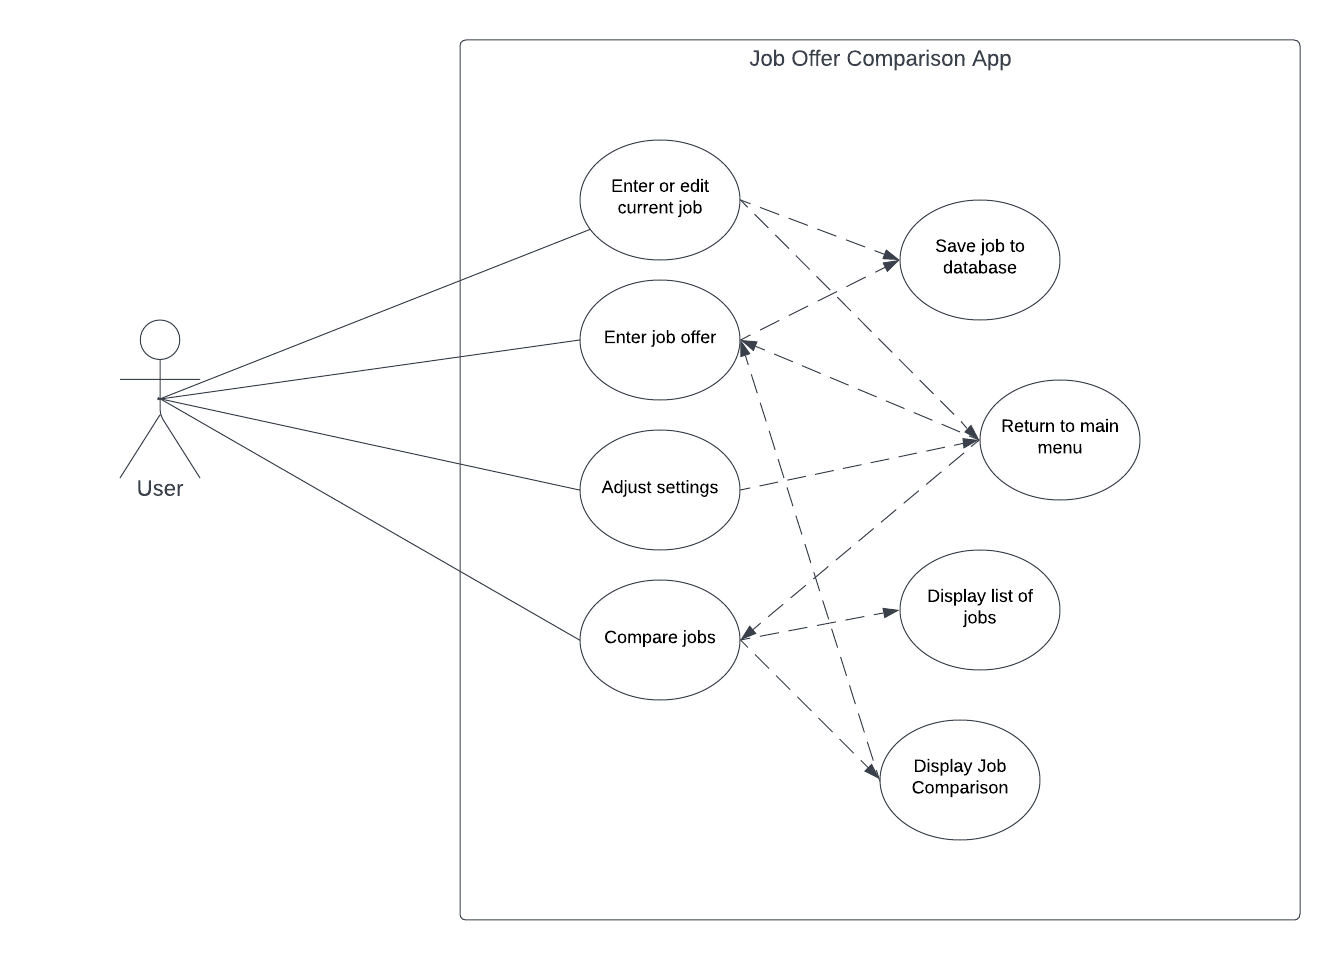 Job Offer Comparison App
Enter or edit
current job
Save job to
database
Enter job offer
Return to main
menu
User
Adjust settings
Display list of
jobs
Compare jobs
Display Job
Comparison